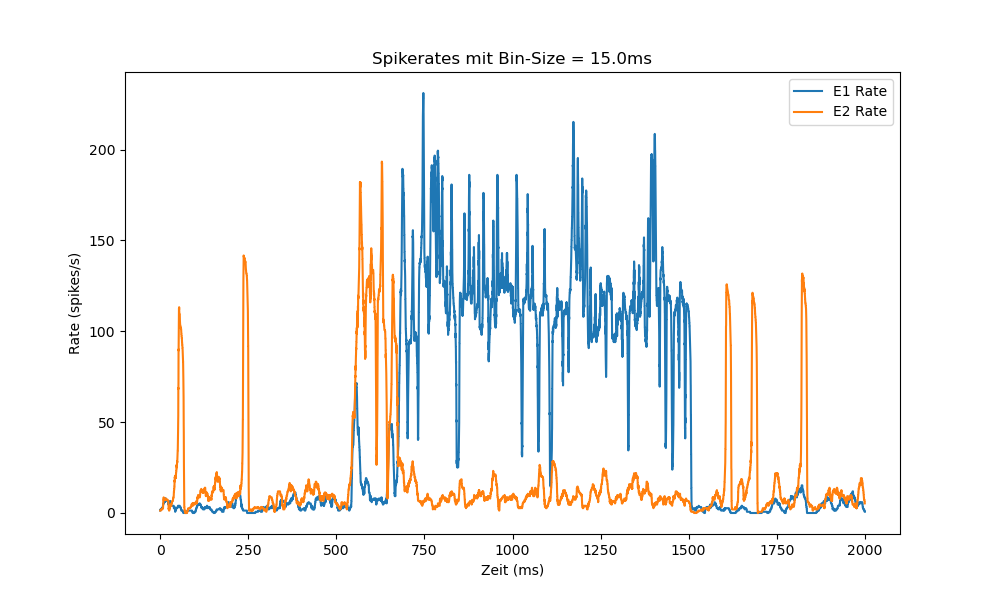 Spikerates mit Bin-Size = 15.0ms
E1 Rate
E2 Rate
Rate (spikes/s)
200
150
100
50
0
0 250 500 750 1000 1250 1500 1750 2000
Zeit (ms)